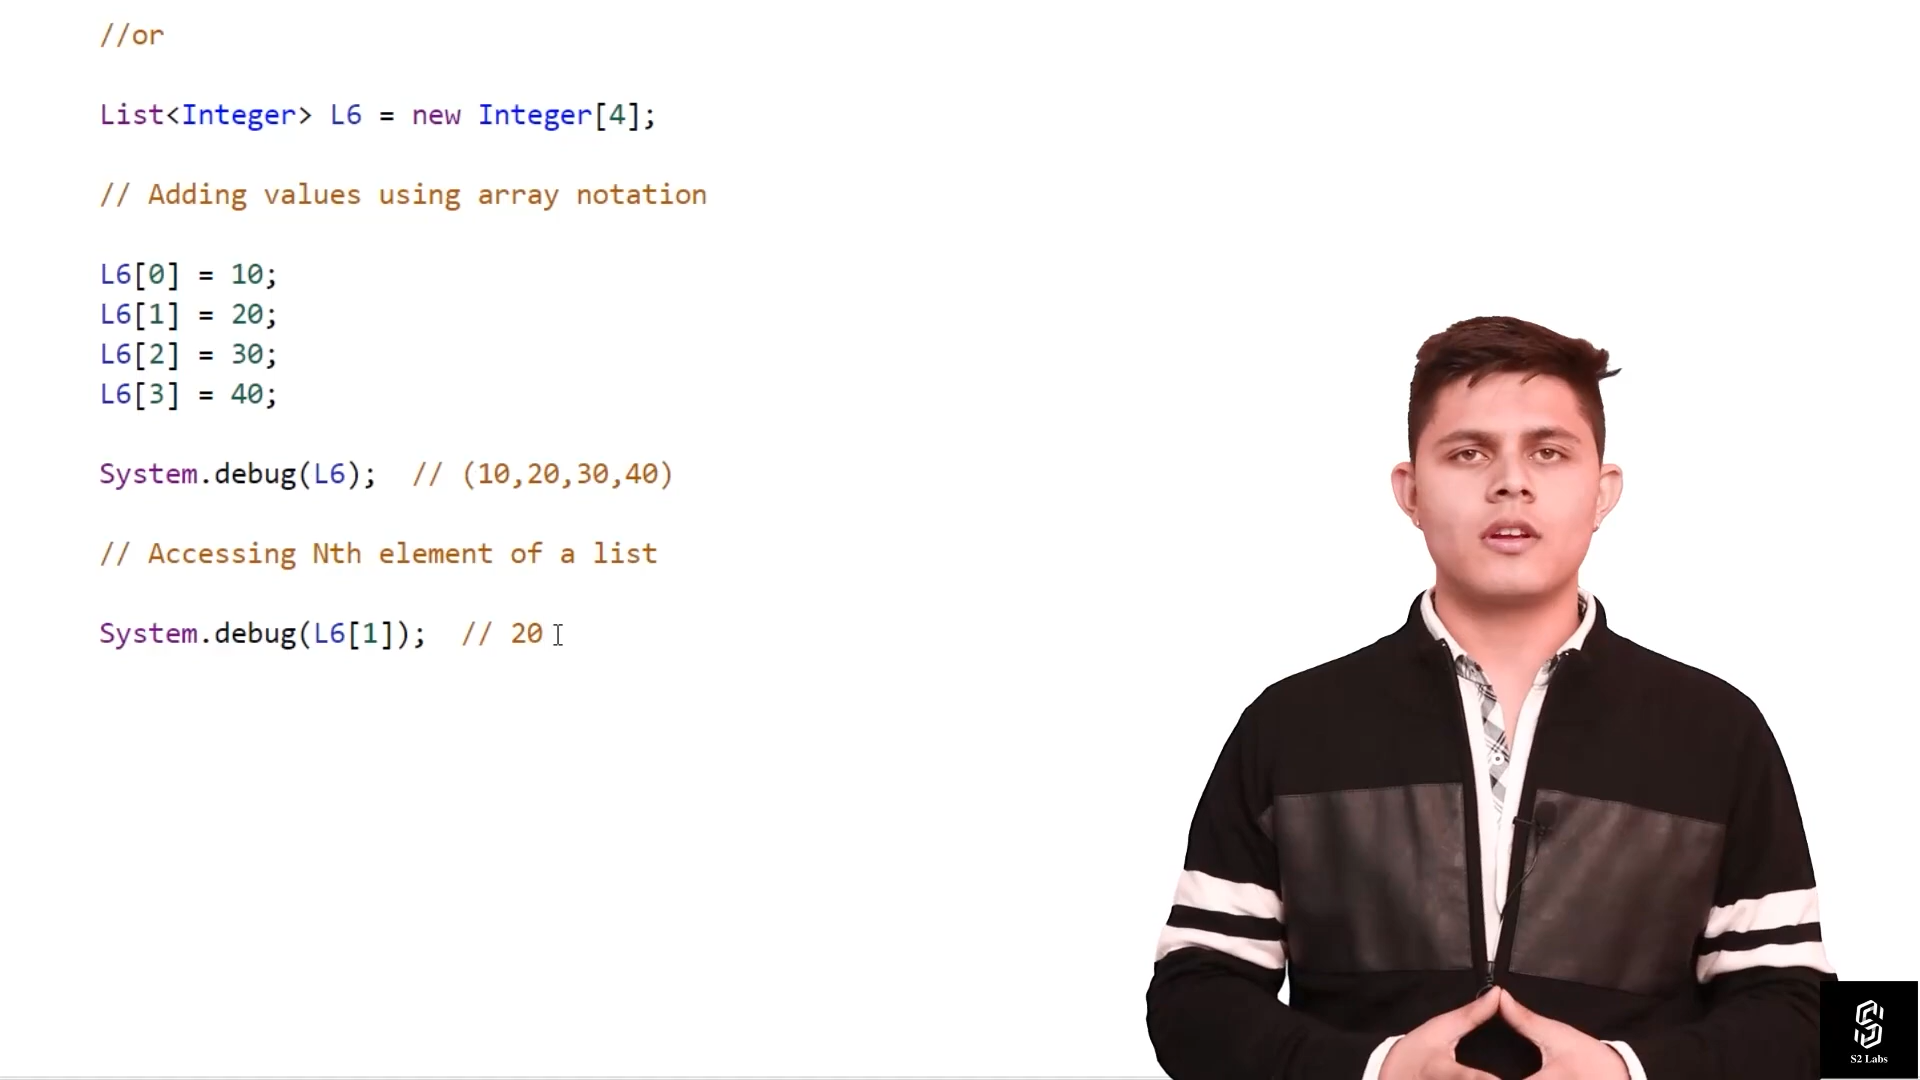 //or
List<Integer> L6 = new Integer[4];
// Adding values using array notation
L6[0] = 10;
L6[1] = 20;
L6[2] = 30;
L6[3] = 40;
System.debug(L6);  // (10,20,30,40)
// Accessing Nth element of a list
System.debug(L6[1]);  // 20
S2 Labs